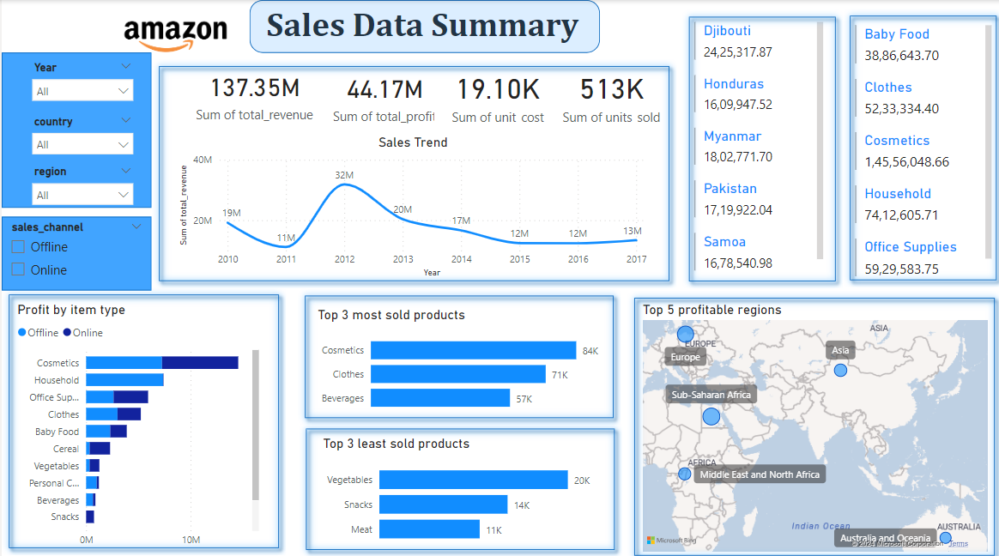 amazon
Sales Data Summary
Year
All
country
All
region
All
sales_channel
Offline
Online
137.35M
Sum of total_revenue
44.17M
Sum of total_profit
19.10K
Sum of unit_cost
513K
Sum of units_sold
Sales Trend
Sum of total_revenue
40M
20M
19M
11M
32M
20M
17M
12M
12M
13M
2010 2011 2012 2013 2014 2015 2016 2017
Year
Djibouti
24,25,317.87
Honduras
16,09,947.52
Myanmar
18,02,771.70
Pakistan
17,19,922.04
Samoa
16,78,540.98
Baby Food
38,86,643.70
Clothes
52,33,334.40
Cosmetics
1,45,56,048.66
Household
74,12,605.71
Office Supplies
59,29,583.75
Profit by item type
Offline Online
Cosmetics
Household
Office Sup...
Clothes
Baby Food
Cereal
Vegetables
Personal C...
Beverages
Snacks
0M 10M
Top 3 most sold products
Cosmetics 84K
Clothes 71K
Beverages 57K
Top 3 least sold products
Vegetables 20K
Snacks 14K
Meat 11K
Top 5 profitable regions
ASIA
EUROPE
Europe
Asia
Sub-Saharan Africa
AFRICA
Middle East and North Africa
Indian Ocean
AUSTRALIA
Australia and Oceania
Microsoft Bing
© 2024 Microsoft Corporation Terms